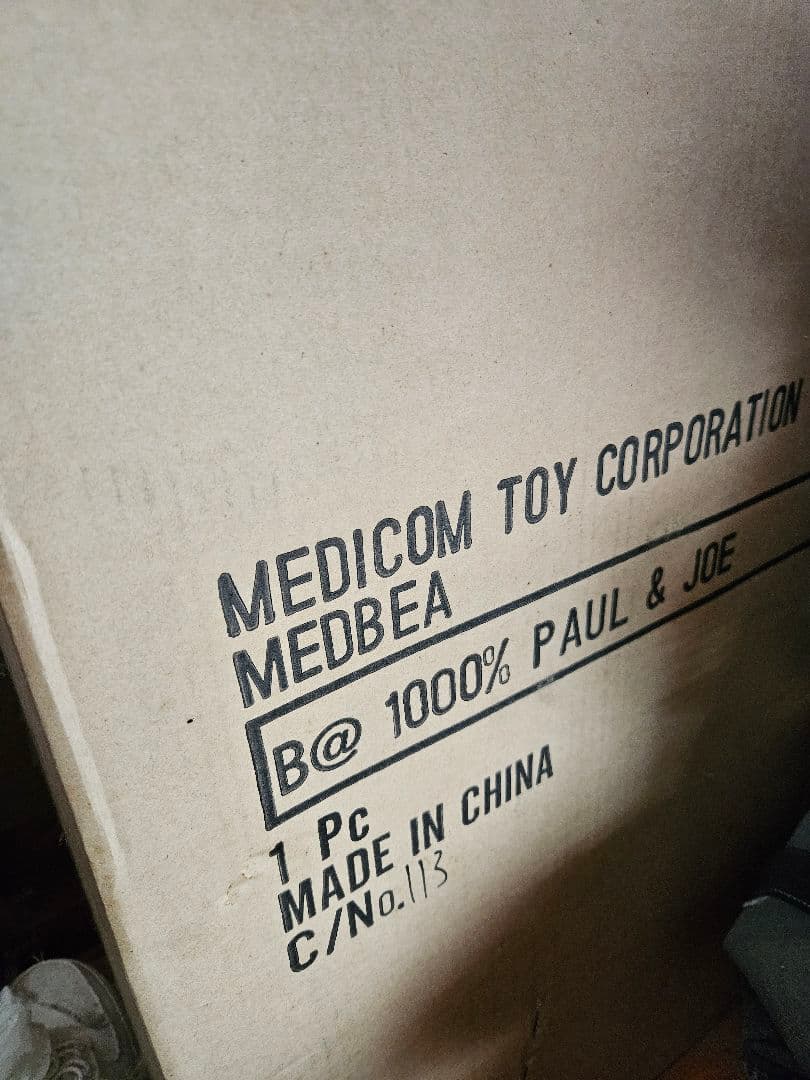 MEDICOM TOY CORPORATION
MEDBEA
B@ 1000% PAUL & JOE
1 Pc
MADE IN CHINA
C/No.113